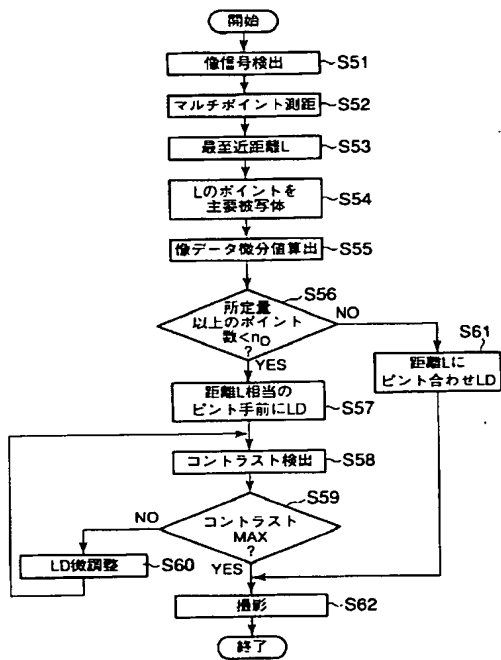 開始
像信号検出
S51
マルチポイント測距
S52
最至近距離L
S53
Lのポイントを
主要被写体
S54
像データ微分値算出
S55
所定量
以上のポイント
数<n0
?
S56
NO
YES
距離Lに
ピント合わせLD
S61
距離L相当の
ピント手前にLD
S57
コントラスト検出
S58
コントラスト
MAX
?
S59
NO
YES
LD微調整
S60
撮影
S62
終了